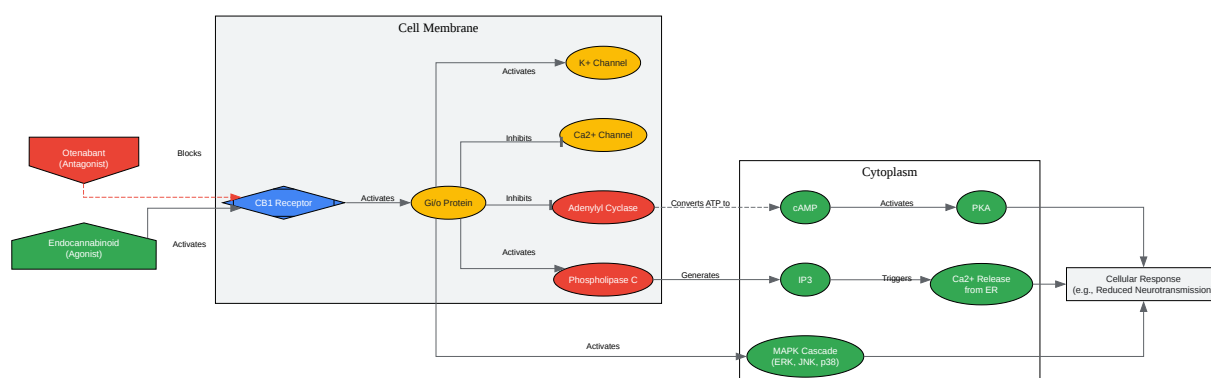 Cell Membrane
K+ Channel
Activates
Ca2+ Channel
Inhibits
Otenabant
(Antagonist)
Blocks
Cytoplasm
CB1 Receptor
Activates
Gi/o Protein
Inhibits
Adenylyl Cyclase
Converts ATP to
cAMP
Activates
PKA
Endocannabinoid
(Agonist)
Activates
Activates
Phospholipase C
Generates
IP3
Triggers
Ca2+ Release
from ER
Cellular Response
(e.g., Reduced Neurotransmission
Activates
MAPK Cascade
(ERK, JNK, p38)